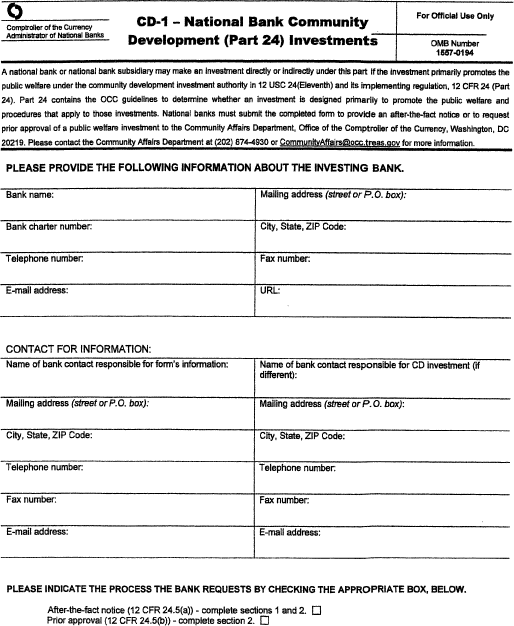 Comptroller of the Currency
Administrator of National Banks
CD-1 – National Bank Community
Development (Part 24) Investments
For Official Use Only
OMB Number
1557-0194
A national bank or national bank subsidiary may make an investment directly or indirectly under this part if the investment primarily promotes the
public welfare under the community development investment authority in 12 USC 24(Eleventh) and its implementing regulation, 12 CFR 24 (Part
24). Part 24 contains the OCC guidelines to determine whether an investment is designed primarily to promote the public welfare and
procedures that apply to those investments. National banks must submit the completed form to provide an after-the-fact notice or to request
prior approval of a public welfare investment to the Community Affairs Department, Office of the Comptroller of the Currency, Washington, DC
20219. Please contact the Community Affairs Department at (202) 874-4930 or CommunityAffairs@occ.treas.gov for more information.
PLEASE PROVIDE THE FOLLOWING INFORMATION ABOUT THE INVESTING BANK.
Bank name:
Mailing address (street or P.O. box):
Bank charter number:
City, State, ZIP Code:
Telephone number:
Fax number:
E-mail address:
URL:
CONTACT FOR INFORMATION:
Name of bank contact responsible for form's information:
Name of bank contact responsible for CD investment (if
different):
Mailing address (street or P.O. box):
Mailing address (street or P.O. box):
City, State, ZIP Code:
City, State, ZIP Code:
Telephone number:
Telephone number:
Fax number:
Fax number:
E-mail address:
E-mail address:
PLEASE INDICATE THE PROCESS THE BANK REQUESTS BY CHECKING THE APPROPRIATE BOX, BELOW.
After-the-fact notice (12 CFR 24.5(a)) - complete sections 1 and 2. ☐
Prior approval (12 CFR 24.5(b)) - complete section 2. ☐